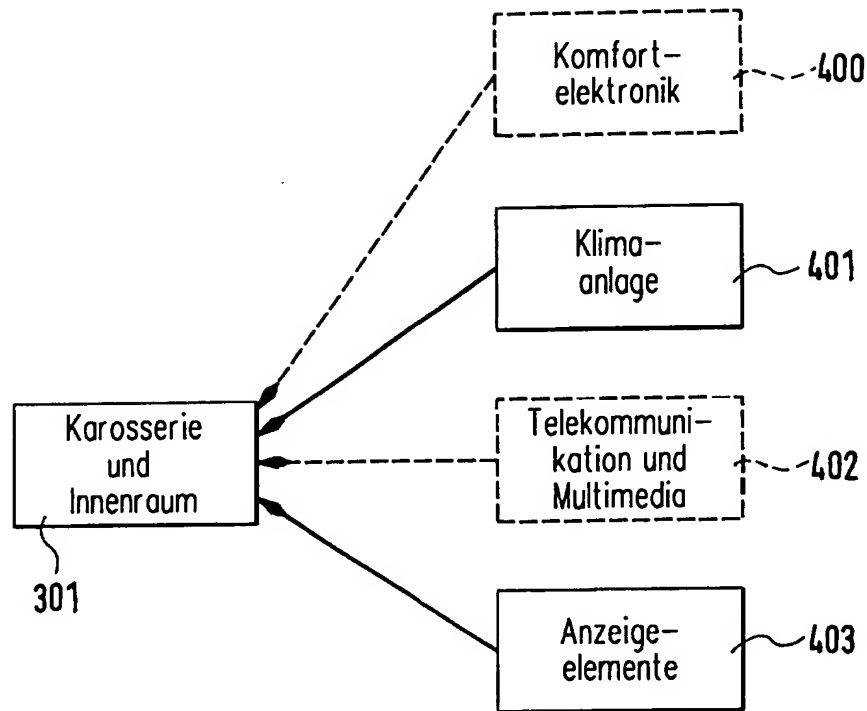 Komfort-
elektronik
400
Klima-
anlage
401
Karosserie
und
Innenraum
301
Telekommuni-
kation und
Multimedia
402
Anzeige-
elemente
403